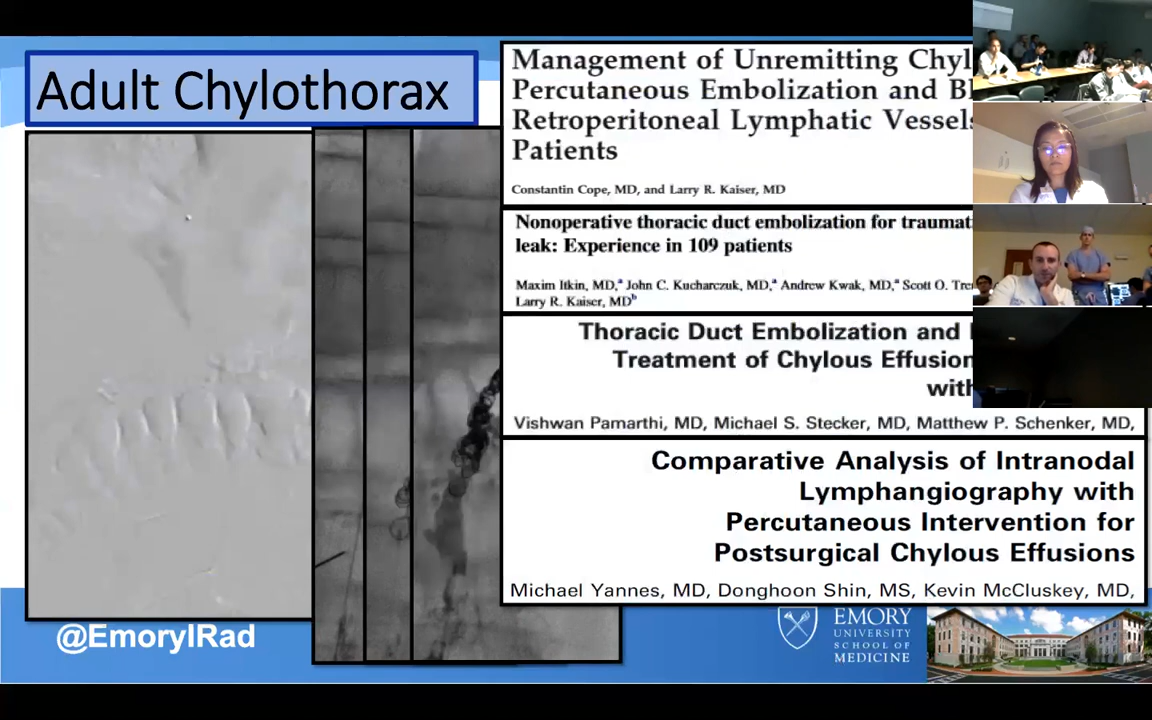 Adult Chylothorax
Management of Unremitting Chyl
Percutaneous Embolization and B
Retroperitoneal Lymphatic Vessels
Patients
Constantin Cope, MD, and Larry R. Kaiser, MD
Nonoperative thoracic duct embolization for traumat
leak: Experience in 109 patients
Maxim Itkin, MD,a John C. Kucharczuk, MD,a Andrew Kwak, MD,a Scott O. Tre
Larry R. Kaiser, MDb
Thoracic Duct Embolization and
Treatment of Chylous Effusion
with
Vishwan Pamarthi, MD, Michael S. Stecker, MD, Matthew P. Schenker, MD,
Comparative Analysis of Intranodal
Lymphangiography with
Percutaneous Intervention for
Postsurgical Chylous Effusions
Michael Yannes, MD, Donghoon Shin, MS, Kevin McCluskey, MD,
@EmoryIRad
EMORY
UNIVERSITY
SCHOOL OF
MEDICINE